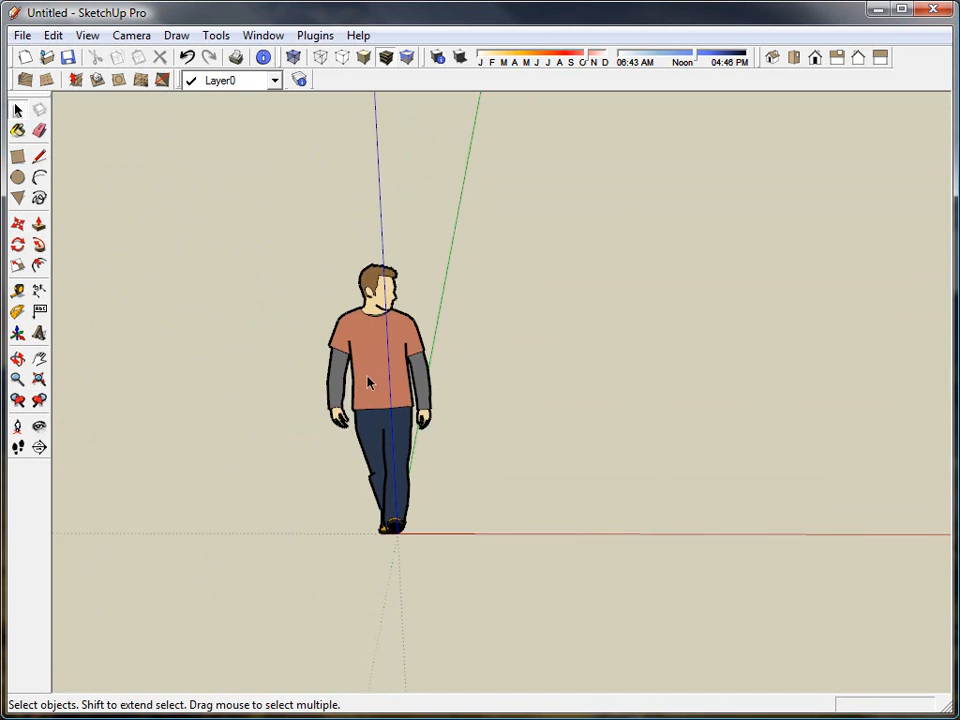 Untitled - SketchUp Pro
File Edit View Camera Draw Tools Window Plugins Help
J F M A M J J A S O N D 06:43 AM Noon 04:46 PM
Layer0
Select objects. Shift to extend select. Drag mouse to select multiple.